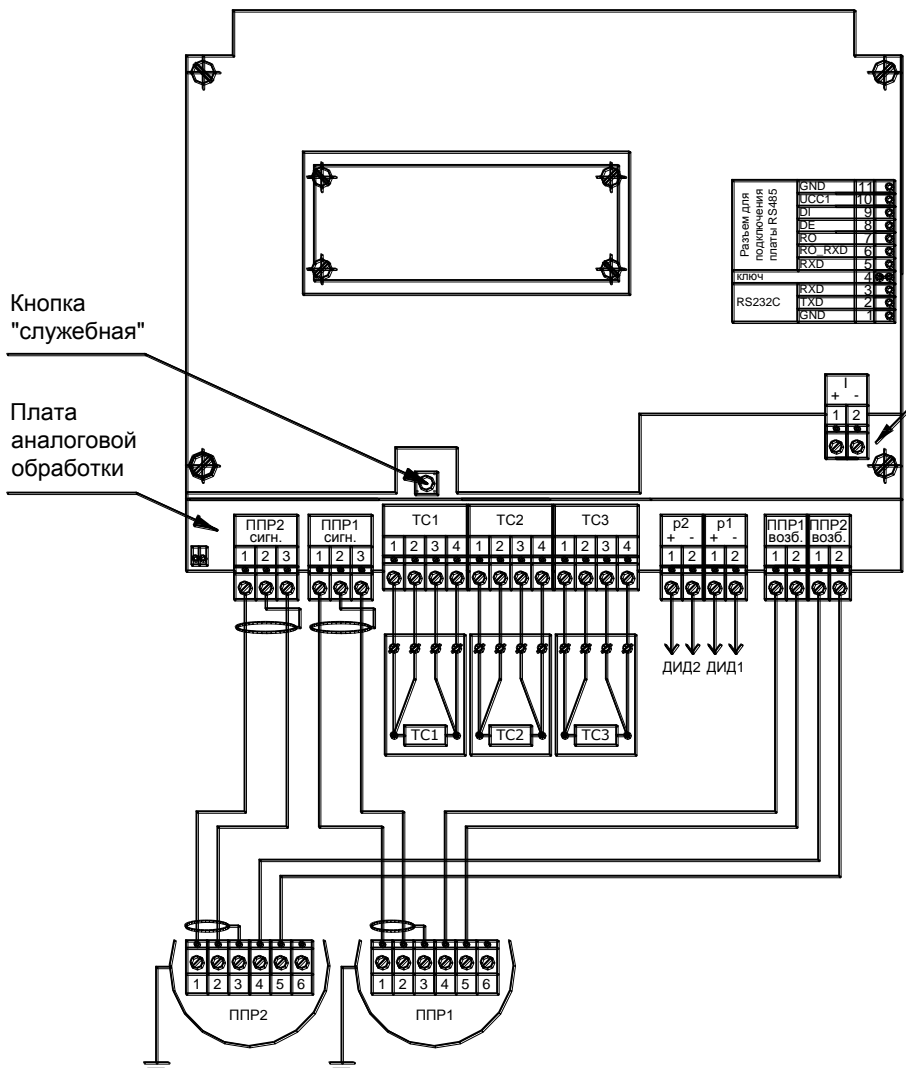 GND 11
UCC1 10
DI 9
DE 8
RO 7
RO_RXD 6
RXD 5
Разъем для
подключения
платы RS485
ключ 4
RXD 3
TXD 2
GND 1
RS232C
Кнопка
"служебная"
I
+ -
1 2
Плата
аналоговой
обработки
ППР2
сигн.
1 2 3
ППР1
сигн.
1 2 3
ТС1
1 2 3 4
ТС2
1 2 3 4
ТС3
1 2 3 4
р2
+ -
1 2
р1
+ -
1 2
ППР1
возб.
1 2
ППР2
возб.
1 2
ДИД2 ДИД1
ТС1 ТС2 ТС3
1 2 3 4 5 6
ППР2
1 2 3 4 5 6
ППР1